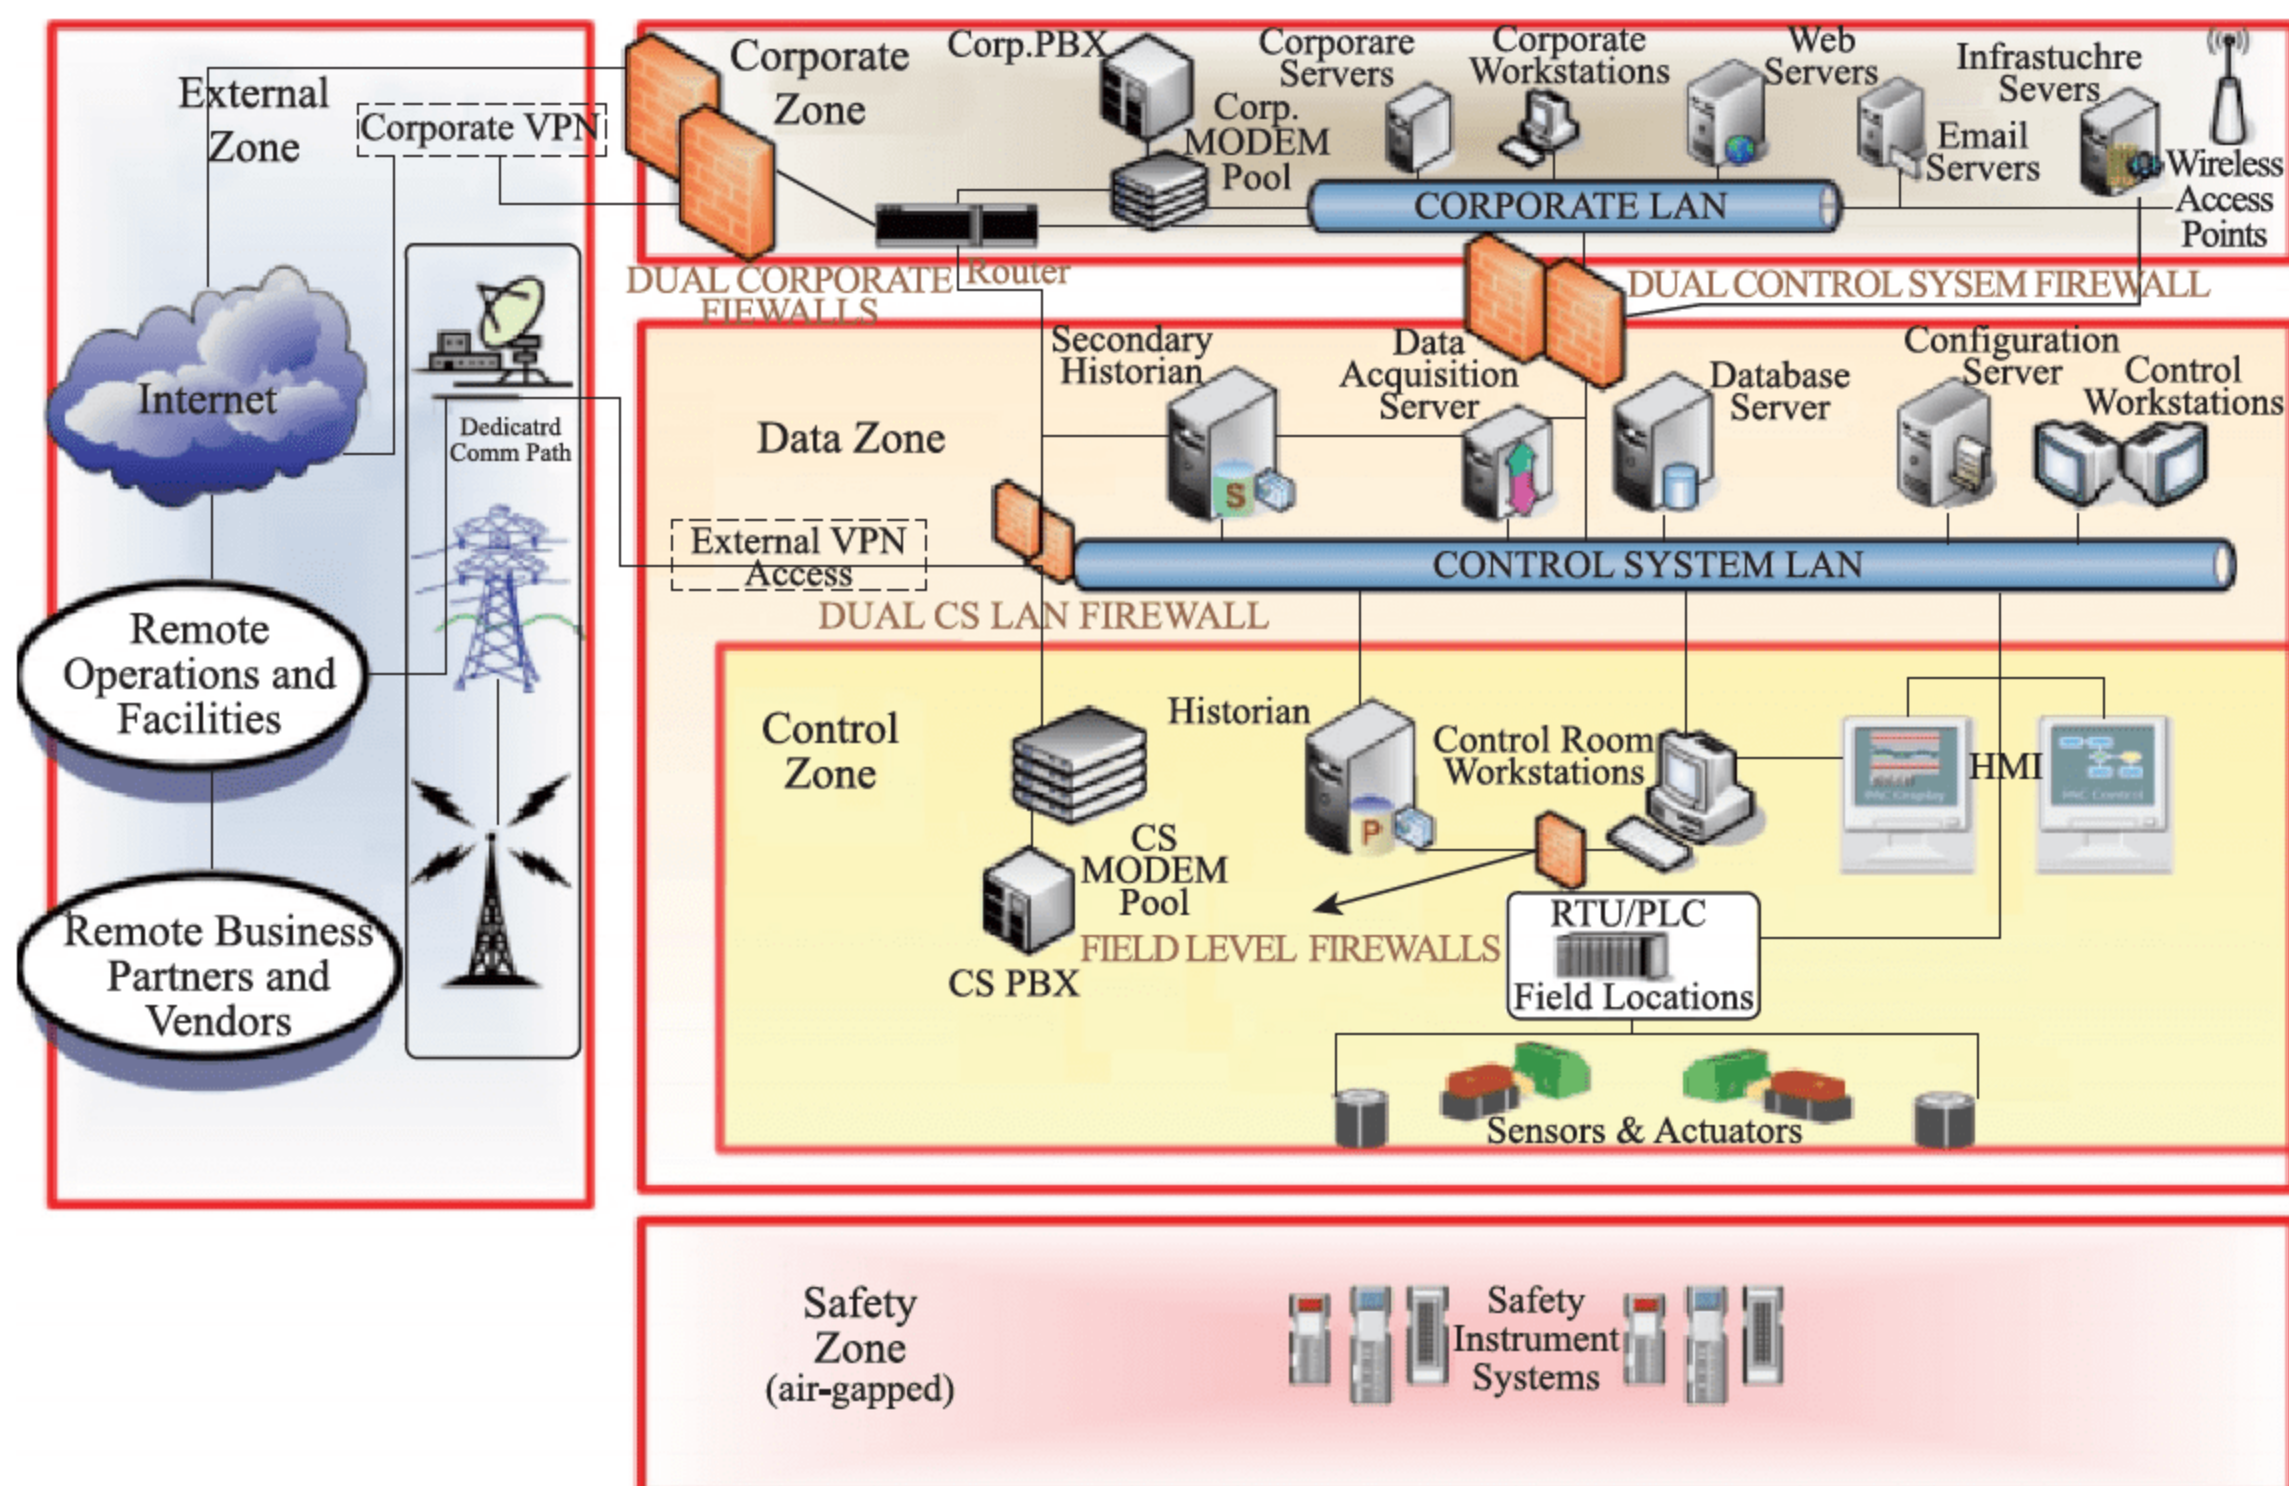 External
Zone
Corporate VPN
Internet
Dedicatrd
Comm Path
Remote
Operations and
Facilities
Remote Business
Partners and
Vendors
Corporate
Zone
Corp.PBX
Corp.
MODEM
Pool
Corporare
Servers
Corporate
Workstations
Web
Servers
Email
Servers
Infrastuchre
Severs
Wireless
Access
Points
CORPORATE LAN
DUAL CORPORATE
FIEWALLS
Router
DUAL CONTROL SYSEM FIREWALL
Data Zone
Secondary
Historian
S
Data
Acquisition
Server
Database
Server
Configuration
Server
Control
Workstations
External VPN
Access
CONTROL SYSTEM LAN
DUAL CS LAN FIREWALL
Control
Zone
Historian
P
Control Room
Workstations
HMI
CS
MODEM
Pool
CS PBX
FIELD LEVEL FIREWALLS
RTU/PLC
Field Locations
Sensors & Actuators
Safety
Zone
(air-gapped)
Safety
Instrument
Systems